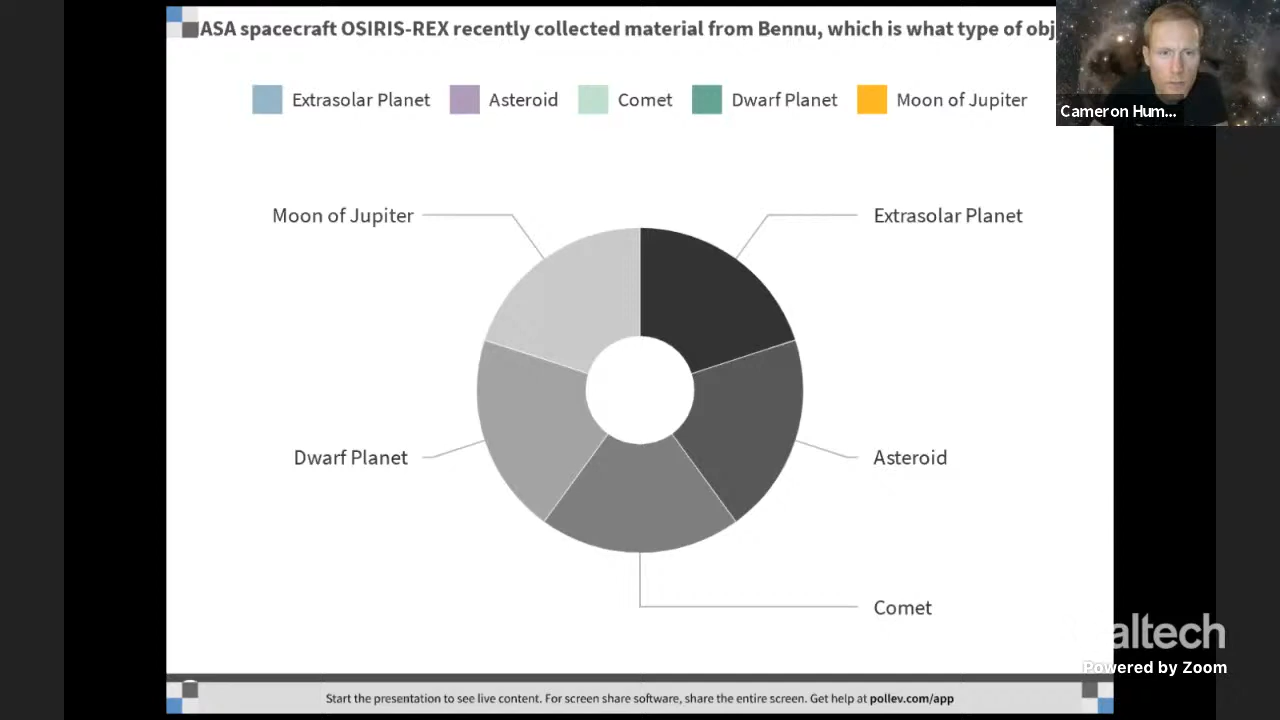 ASA spacecraft OSIRIS-REX recently collected material from Bennu, which is what type of obj
Extrasolar Planet Asteroid Comet Dwarf Planet Moon of Jupiter
Cameron Hum...
Moon of Jupiter
Extrasolar Planet
Dwarf Planet
Asteroid
Comet
altech
Powered by Zoom
Start the presentation to see live content. For screen share software, share the entire screen. Get help at pollev.com/app